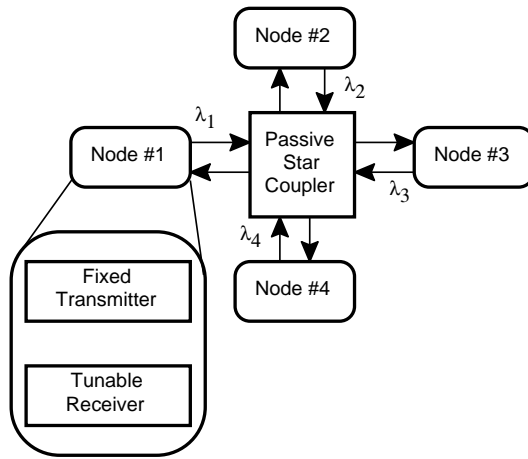 Node #2
λ2
λ1
Node #1
Passive
Star
Coupler
Node #3
λ3
λ4
Node #4
Fixed
Transmitter
Tunable
Receiver